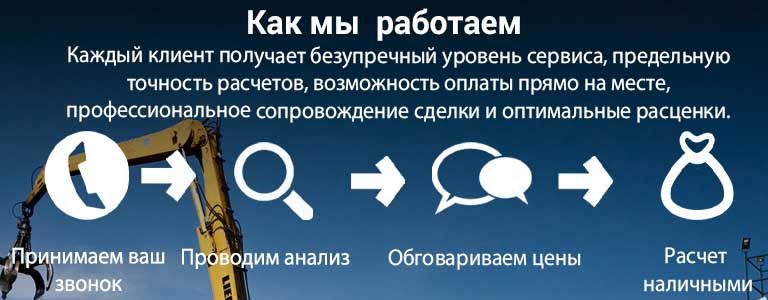 Как мы работаем
Каждый клиент получает безупречный уровень сервиса, предельную
точность расчетов, возможность оплаты прямо на месте,
профессиональное сопровождение сделки и оптимальные расценки.
Принимаем ваш
звонок
Проводим анализ
Обговариваем цены
Расчет
наличными